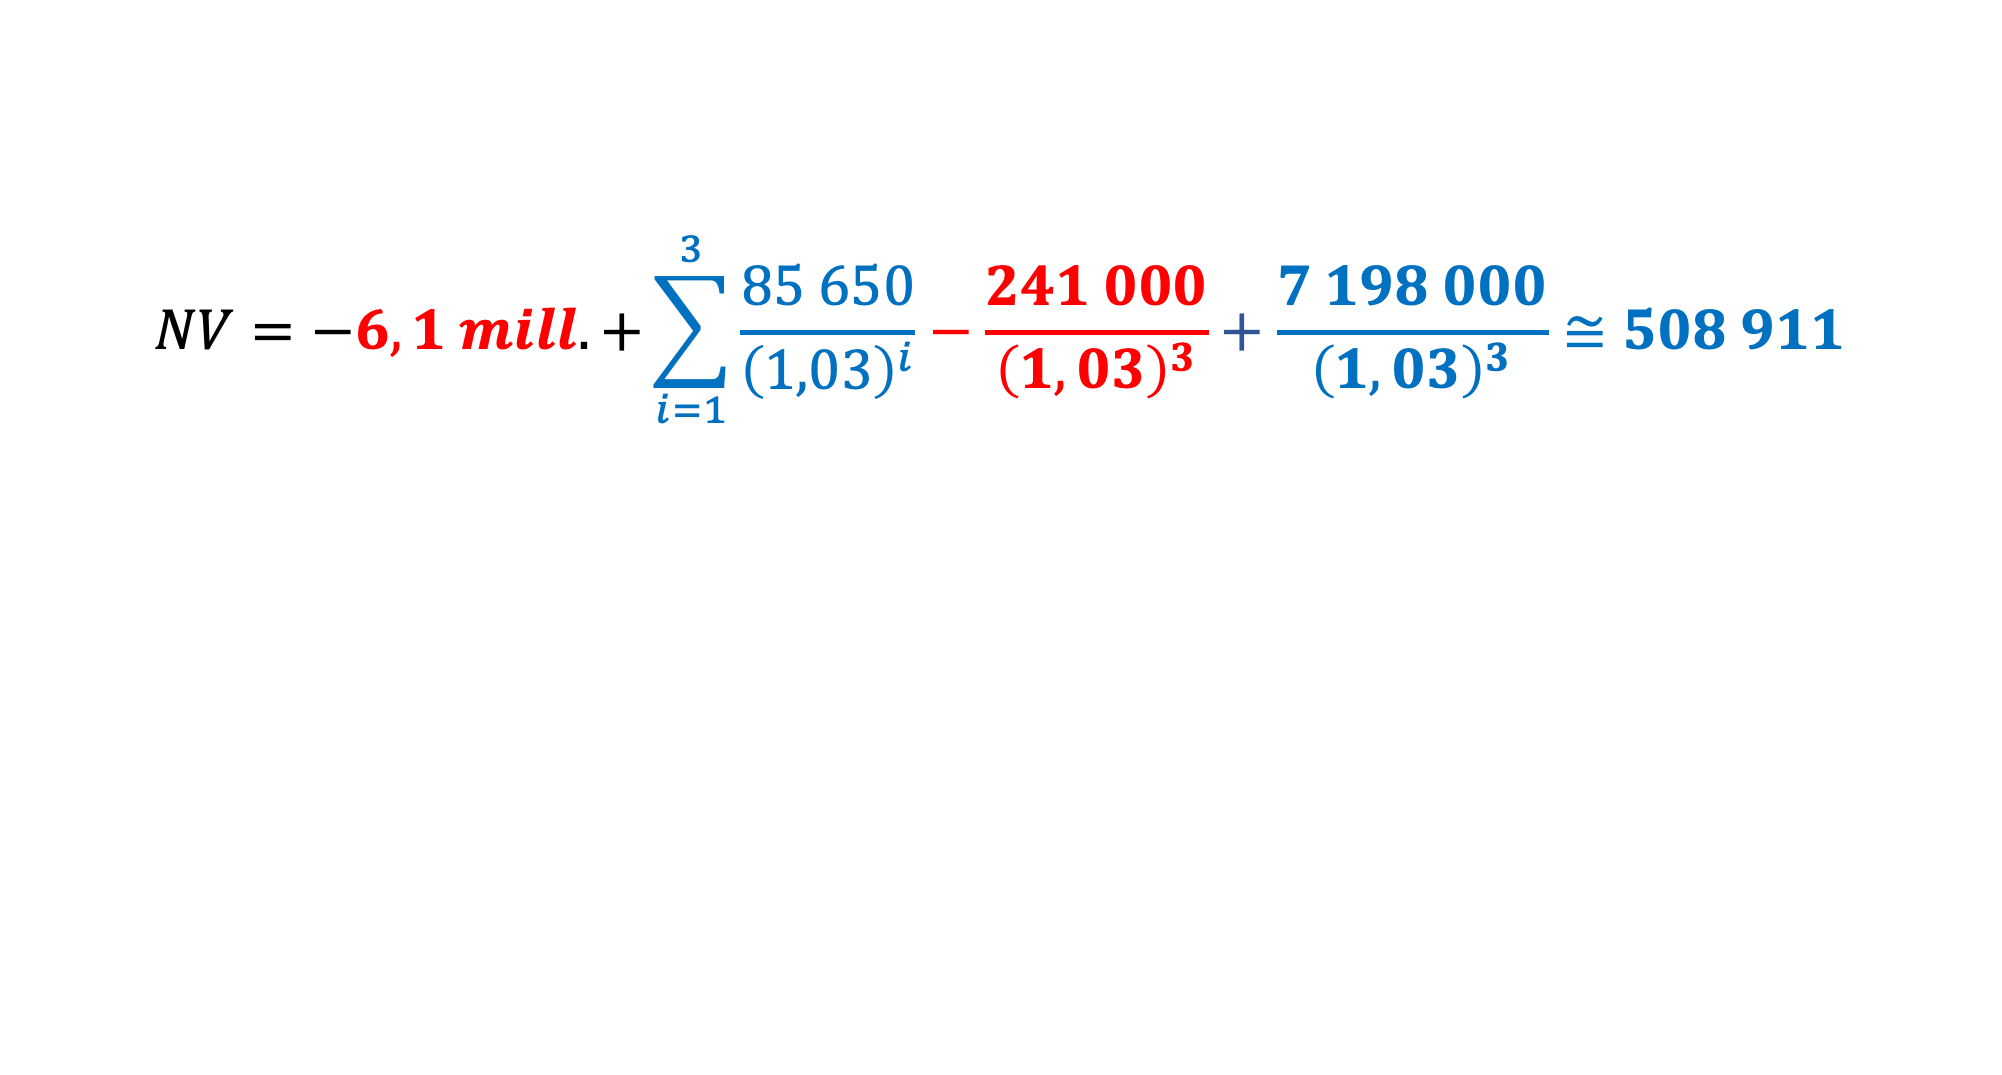 NV = −6,1 mill. + ∑_{i=1}^{3} 85 650/(1,03)^i − 241 000/(1,03)^3 + 7 198 000/(1,03)^3 ≅ 508 911